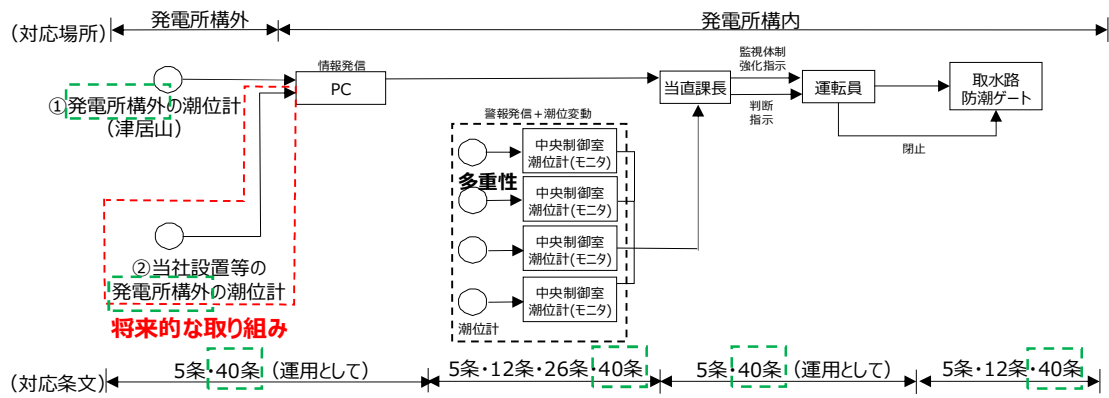 (対応場所)
発電所構外
発電所構内
情報発信
PC
①発電所構外の潮位計
(津居山)
②当社設置等の
発電所構外の潮位計
将来的な取り組み
警報発信+潮位変動
多重性
中央制御室
潮位計(モニタ)
中央制御室
潮位計(モニタ)
中央制御室
潮位計(モニタ)
中央制御室
潮位計(モニタ)
潮位計
当直課長
監視体制
強化指示
判断
指示
運転員
取水路
防潮ゲート
閉止
(対応条文)
5条・40条(運用として)
5条・12条・26条・40条
5条・40条(運用として)
5条・12条・40条